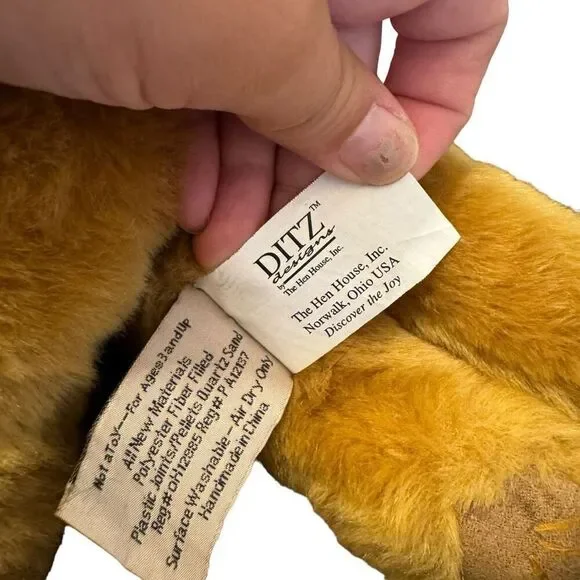 DITZ™
designs
by
The Hen House, Inc.
The Hen House, Inc.
Norwalk, Ohio USA
Discover the Joy
Not a toy---For Ages 3 and Up
All New Materials
Polyester Fiber Filled
Plastic Joints/Pellets Quartz Sand
Reg# OH12885 Reg# PA12137
Surface Washable - Air Dry Only
Handmade in China